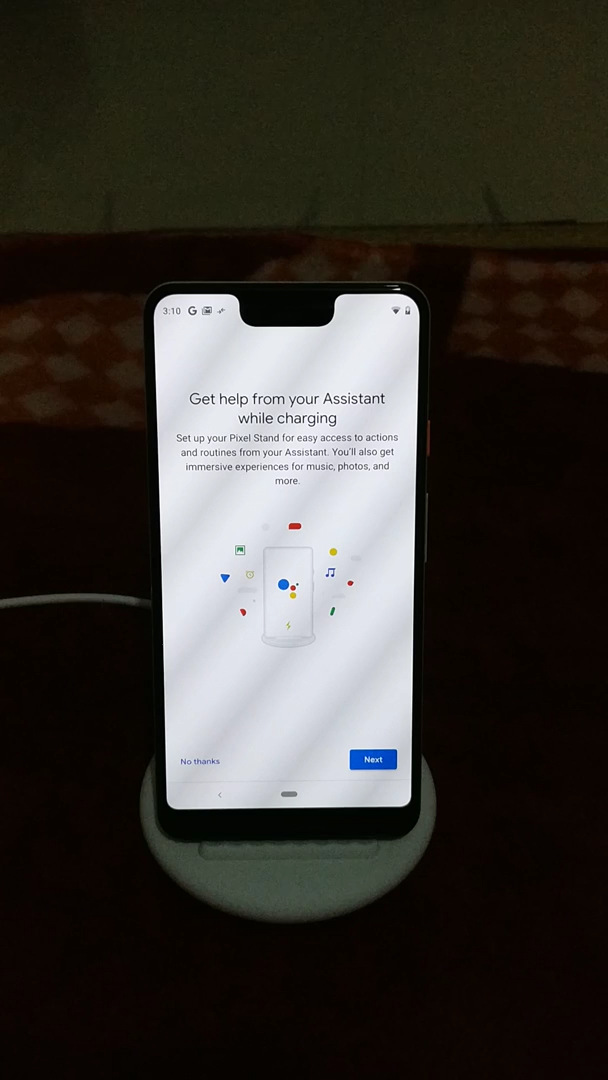 3:10 G
Get help from your Assistant
while charging
Set up your Pixel Stand for easy access to actions
and routines from your Assistant. You'll also get
immersive experiences for music, photos, and
more.
No thanks
Next